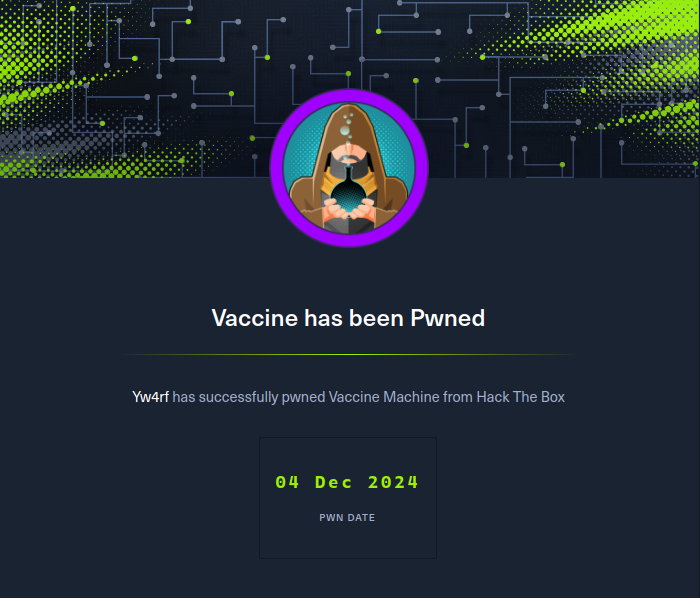 Vaccine has been Pwned
Yw4rf has successfully pwned Vaccine Machine from Hack The Box
04 Dec 2024
PWN DATE